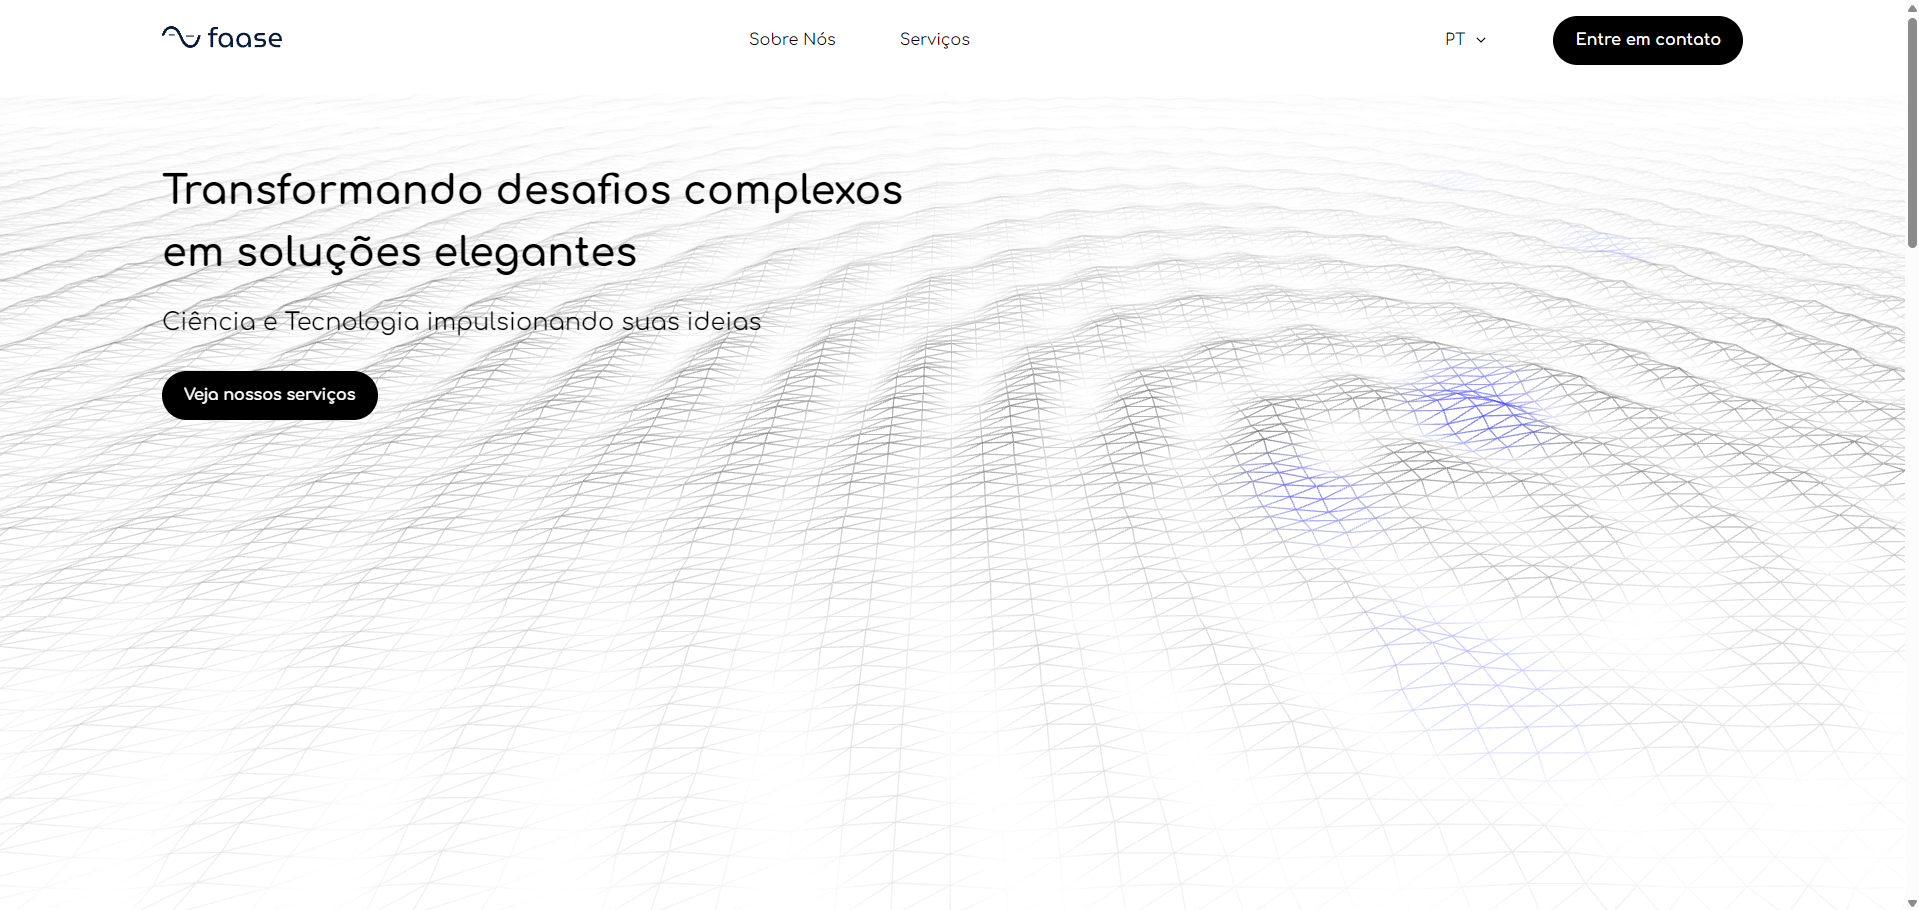 faase
Sobre Nós
Serviços
PT
Entre em contato
Transformando desafios complexos
em soluções elegantes
Ciência e Tecnologia impulsionando suas ideias
Veja nossos serviços